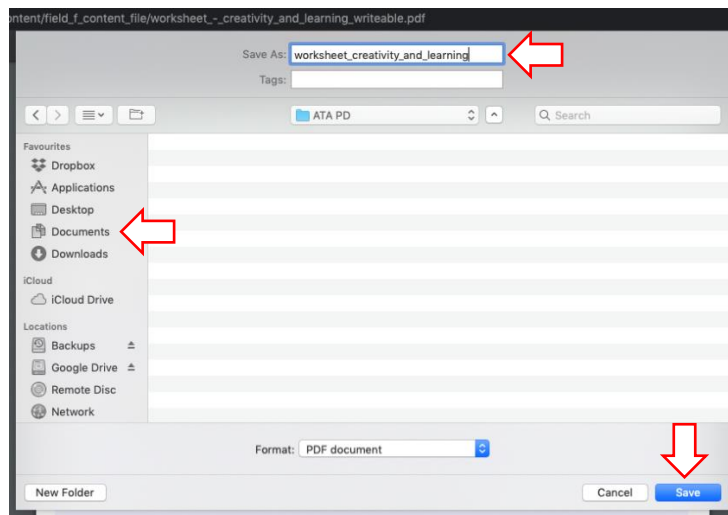 ntent/field_f_content_file/worksheet_-_creativity_and_learning_writeable.pdf
Save As: worksheet_creativity_and_learning
Tags:
ATA PD
Search
Favourites
Dropbox
Applications
Desktop
Documents
Downloads
iCloud
iCloud Drive
Locations
Backups
Google Drive
Remote Disc
Network
Format: PDF document
New Folder
Cancel
Save